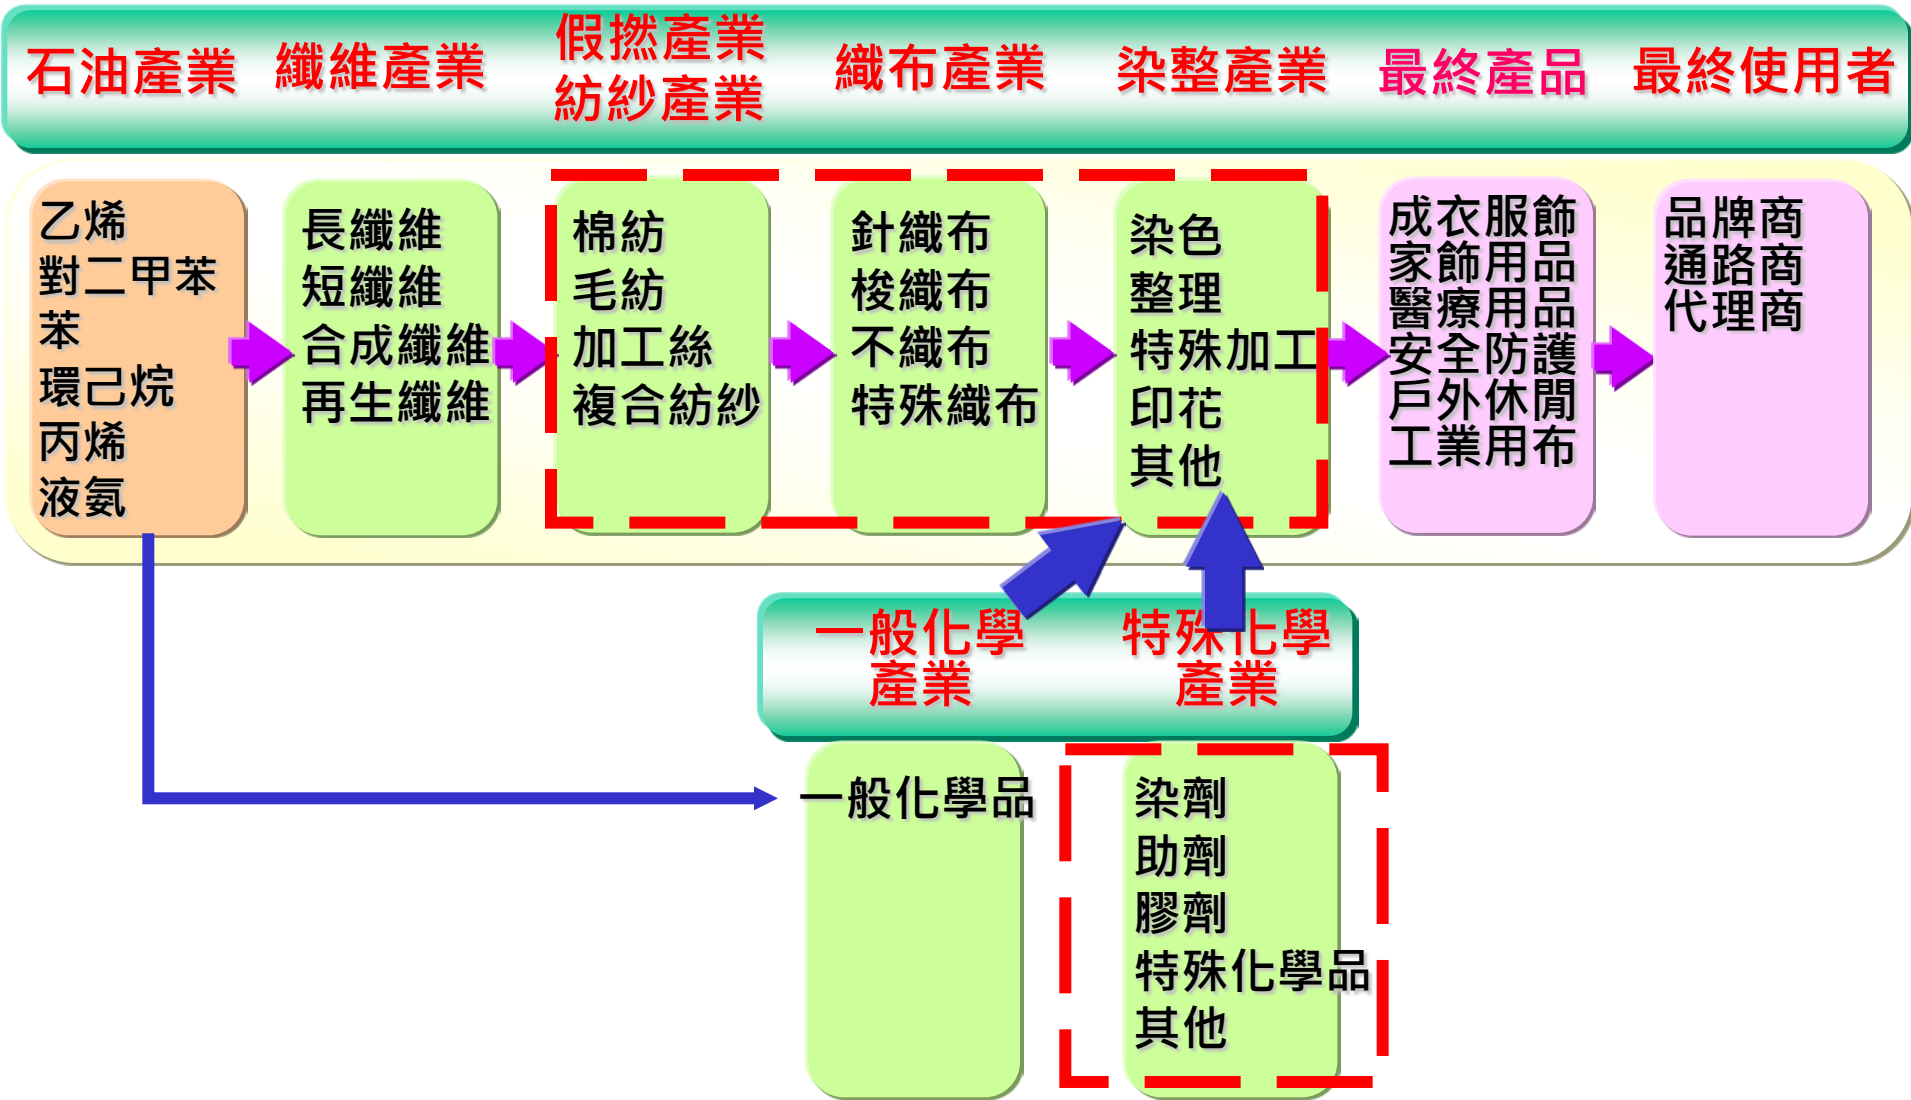 石油產業
纖維產業
假撚產業
紡紗產業
織布產業
染整產業
最終產品
最終使用者
乙烯
對二甲苯
苯
環己烷
丙烯
液氨
長纖維
短纖維
合成纖維
再生纖維
棉紡
毛紡
加工絲
複合紡紗
針織布
梭織布
不織布
特殊織布
染色
整理
特殊加工
印花
其他
成衣服飾
家飾用品
醫療用品
安全防護
戶外休閒
工業用布
品牌商
通路商
代理商
一般化學
產業
特殊化學
產業
一般化學品
染劑
助劑
膠劑
特殊化學品
其他